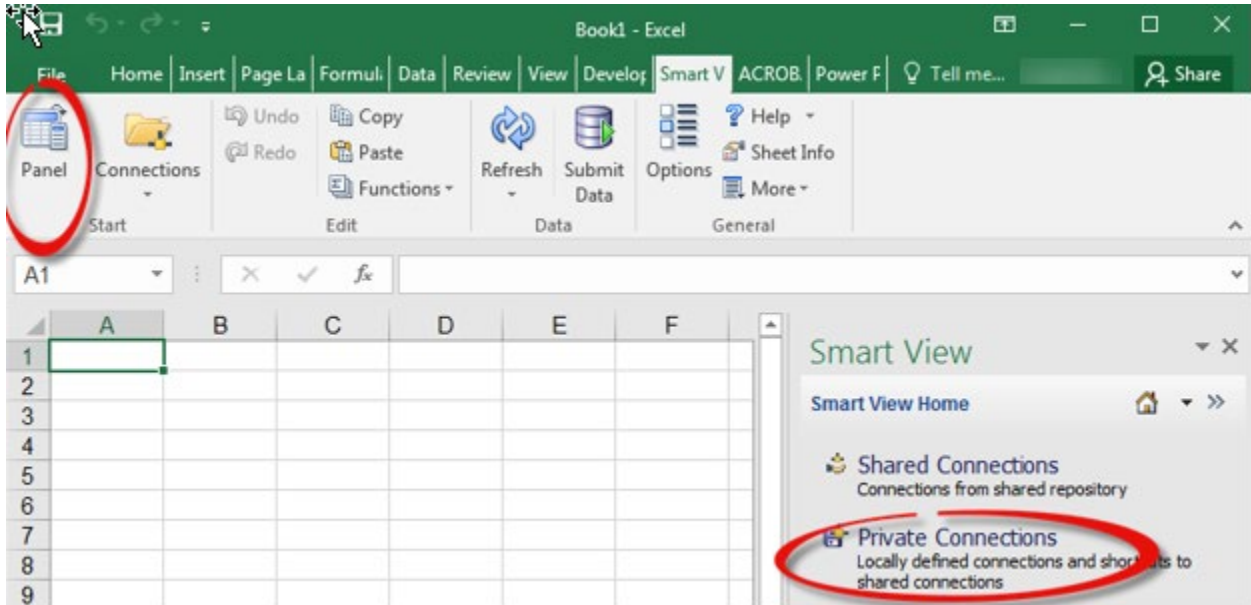 Book1 - Excel
File Home Insert Page La Formul Data Review View Develop Smart V ACROB. Power F Tell me... Share
Undo Copy Help
Redo Paste Sheet Info
Panel Connections Functions Refresh Submit Data Options More
Start Edit Data General
A1 fx
A B C D E F
1
Smart View
2
Smart View Home
3
4
5
Shared Connections
Connections from shared repository
6
7
Private Connections
8
Locally defined connections and shortcuts to
shared connections
9